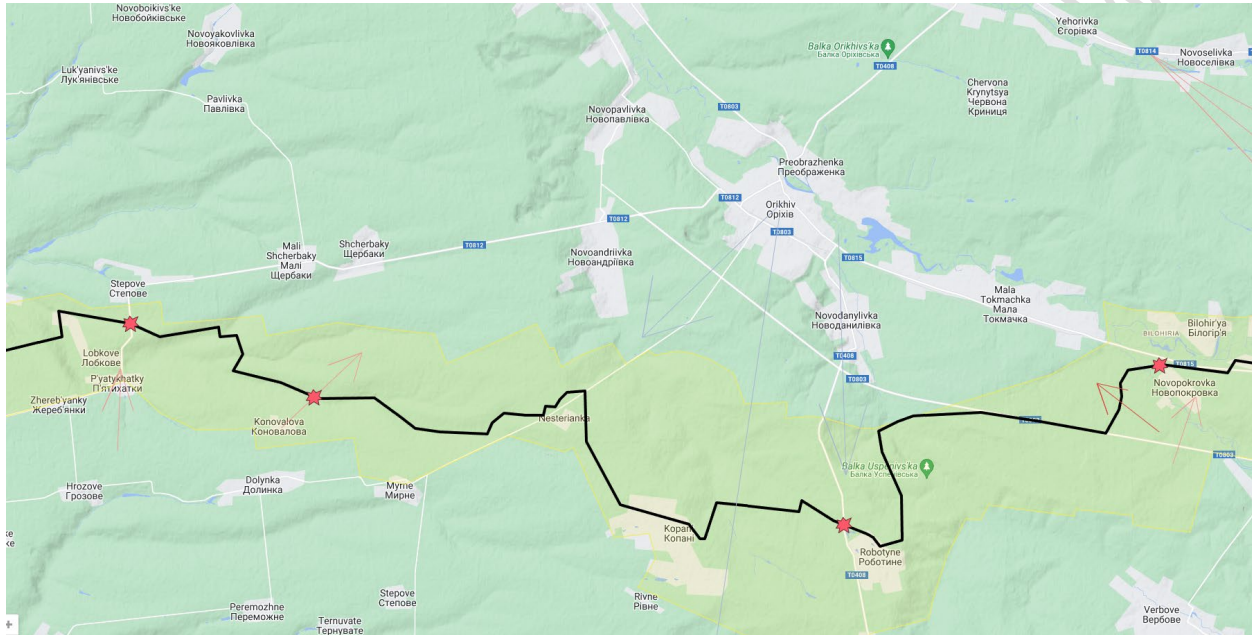 Novoboikivs'ke
Новобойківське
Novoyakovlivka
Новояковлівка
Luk'yanivs'ke
Лук'янівське
Pavlivka
Павлівка
Novopavlivka
Новопавлівка
T0803
Balka Orikhivs'ka
Балка Оріхівська
T0408
Yehorivka
Єгорівка
T0814
Novoselivka
Новоселівка
Chervona
Krynytsya
Червона
Криниця
Preobrazhenka
Преображенка
T0812
Orikhiv
Оріхів
T0803
T0812
T0812
Shcherbaky
Щербаки
Mali
Shcherbaky
Малі
Щербаки
Novoandriivka
Новоандріївка
T0815
Stepove
Степове
Mala
Tokmachka
Мала
Токмачка
Novodanylivka
Новоданилівка
BILOHIRIA
Bilohir'ya
Білогір'я
T0408
T0815
T0803
Lobkove
Лобкове
P'yatykhatky
П'ятихатки
Zhereb'yanky
Жереб'янки
Novopokrovka
Новопокровка
Konovalova
Коновалова
Nesterianka
T0803
Balka Uspenivs'ka
Балка Успенівська
Hrozove
Грозове
Dolynka
Долинка
Myrne
Мирне
Kopani
Копані
Robotyne
Роботине
T0408
Stepove
Степове
Rivne
Рівне
Peremozhne
Переможне
Ternuvate
Тернувате
Verbove
Вербове